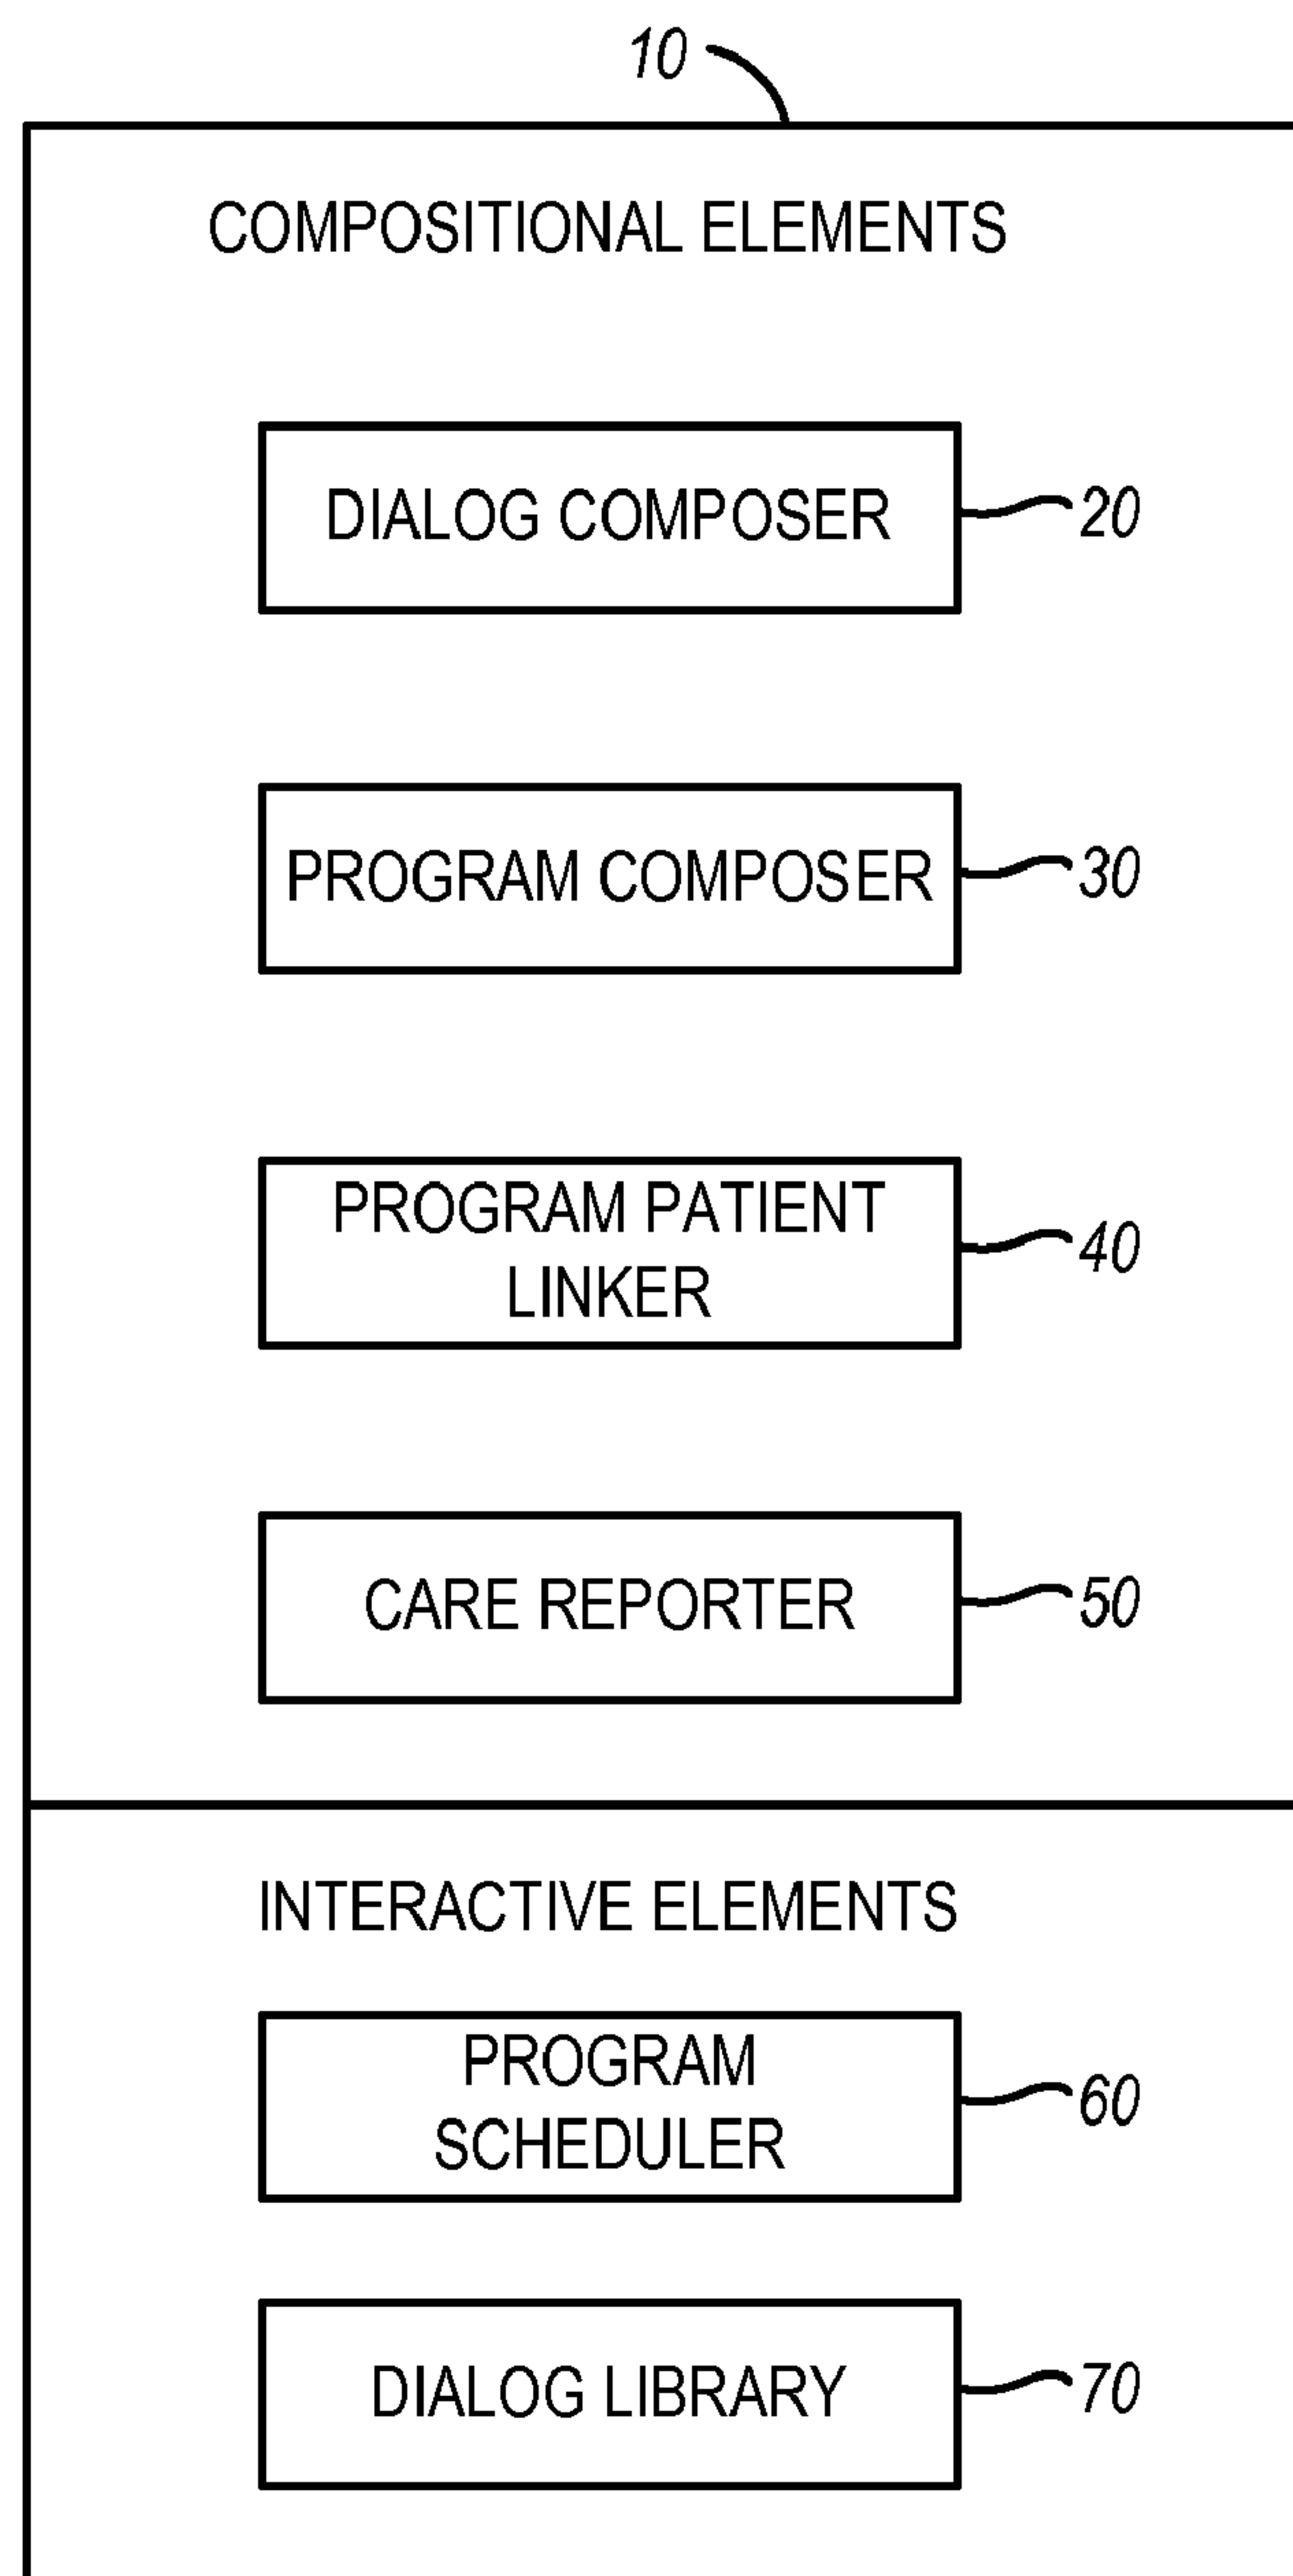 10
COMPOSITIONAL ELEMENTS
DIALOG COMPOSER
20
PROGRAM COMPOSER
30
PROGRAM PATIENT
LINKER
40
CARE REPORTER
50
INTERACTIVE ELEMENTS
PROGRAM
SCHEDULER
60
DIALOG LIBRARY
70